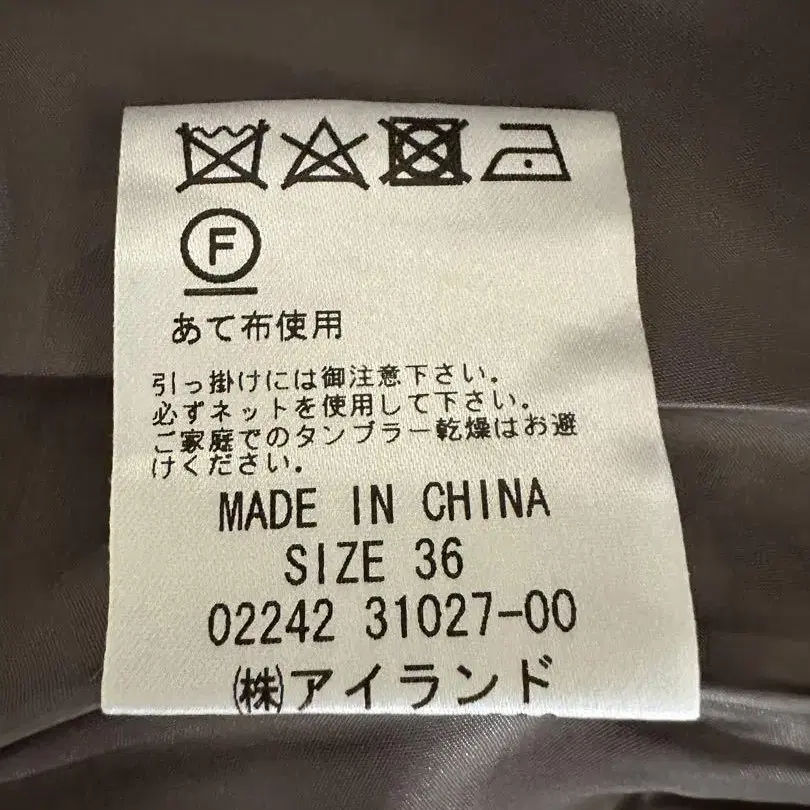 F
あて布使用
引っ掛けには御注意下さい。
必ずネットを使用して下さい。
ご家庭でのタンブラー乾燥はお避
けください。
MADE IN CHINA
SIZE 36
02242 31027-00
㈱アイランド